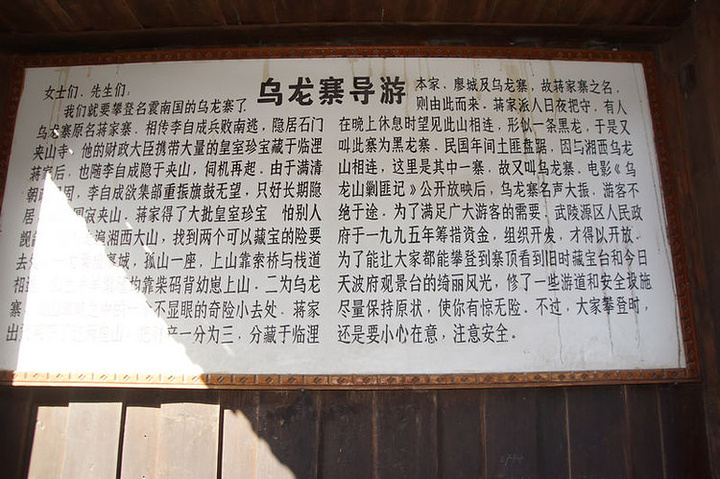 乌龙寨导游
女士们、先生们:
我们就要攀登名震南国的乌龙寨了
乌龙寨原名蒋家寨. 相传李自成兵败南逃，隐居石门
夹山寺. 他的财政大臣携带大量的皇室珍宝藏于临浬
蒋家后，也随李自成隐于夹山，伺机再起. 由于满清
朝 固，李自成欲集部重振旗鼓无望，只好长期隐
居 寂夹山. 蒋家得了大批皇室珍宝 怕别人
觊 遍湘西大山，找到两个可以藏宝的险要
去 城，孤山一座，上山靠索桥与栈道
相 均靠装码背幼崽上山. 二为乌龙
寨 不显眼的奇险小去处. 蒋家
出 一分为三，分藏于临浬
本家、廖城及乌龙寨，故蒋家寨之名，
则由此而来. 蒋家派人日夜把守，有人
在晚上休息时望见此山相连，形似一条黑龙，于是又
叫此寨为黑龙寨. 民国年间土匪盘踞，因与湘西乌龙
山相连，这里是其中一寨，故又叫乌龙寨. 电影《乌
龙山剿匪记》公开放映后，乌龙寨名声大振，游客不
绝于途. 为了满足广大游客的需要. 武陵源区人民政
府于一九九五年筹措资金，组织开发，才得以开放.
为了能让大家都能攀登到寨顶看到旧时藏宝台和今日
天波府观景台的绮丽风光，修了一些游道和安全设施
尽量保持原状，使你有惊无险. 不过，大家攀登时，
还是要小心在意，注意安全。